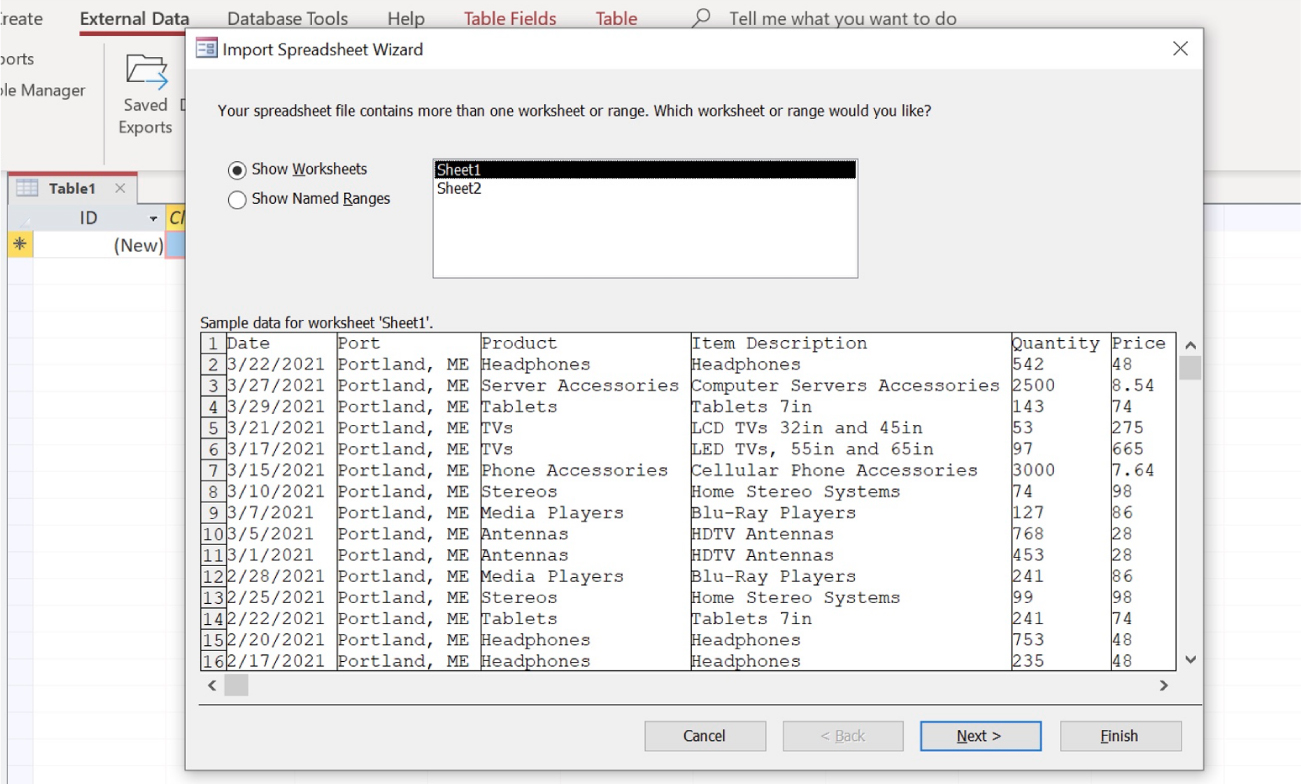 External Data Database Tools Help Table Fields Table Tell me what you want to do
Import Spreadsheet Wizard
Saved
Exports
Manager
Your spreadsheet file contains more than one worksheet or range. Which worksheet or range would you like?
Show Worksheets
Show Named Ranges
Sheet1
Sheet2
Table1
ID
(New)
Sample data for worksheet 'Sheet1'.
1 Date Port Product Item Description Quantity Price
2 3/22/2021 Portland, ME Headphones Headphones 542 48
3 3/27/2021 Portland, ME Server Accessories Computer Servers Accessories 2500 8.54
4 3/29/2021 Portland, ME Tablets Tablets 7in 143 74
5 3/21/2021 Portland, ME TVs LCD TVs 32in and 45in 53 275
6 3/17/2021 Portland, ME TVs LED TVs, 55in and 65in 97 665
7 3/15/2021 Portland, ME Phone Accessories Cellular Phone Accessories 3000 7.64
8 3/10/2021 Portland, ME Stereos Home Stereo Systems 74 98
9 3/7/2021 Portland, ME Media Players Blu-Ray Players 127 86
10 3/5/2021 Portland, ME Antennas HDTV Antennas 768 28
11 3/1/2021 Portland, ME Antennas HDTV Antennas 453 28
12 2/28/2021 Portland, ME Media Players Blu-Ray Players 241 86
13 2/25/2021 Portland, ME Stereos Home Stereo Systems 99 98
14 2/22/2021 Portland, ME Tablets Tablets 7in 241 74
15 2/20/2021 Portland, ME Headphones Headphones 753 48
16 2/17/2021 Portland, ME Headphones Headphones 235 48
Cancel < Back Next > Finish